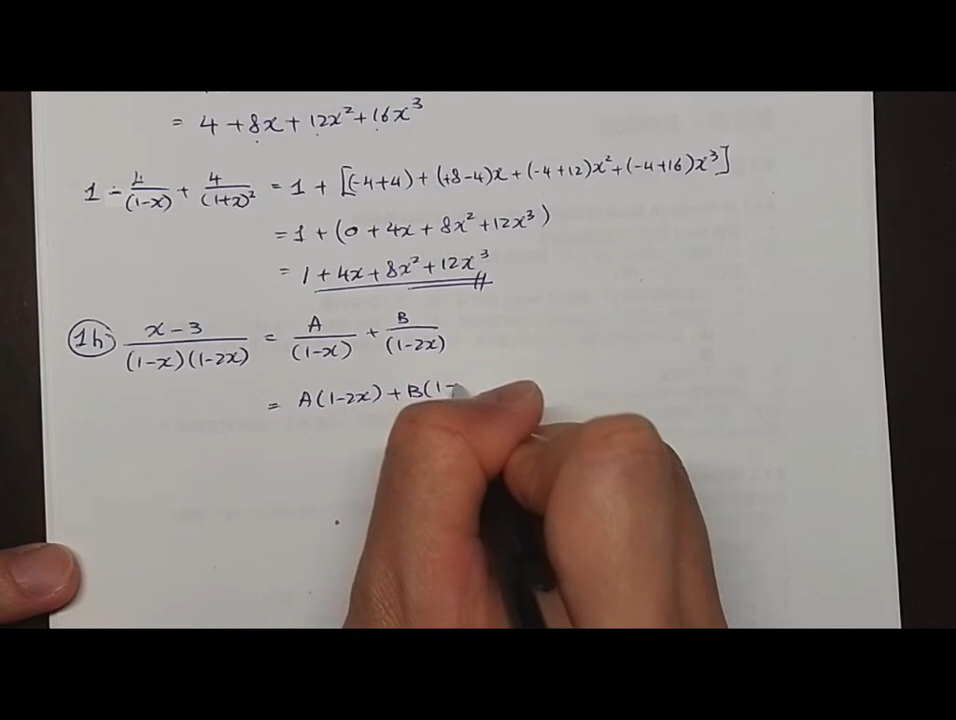 = 4 + 8x + 12x² + 16x³
1 - 4/(1-x) + 4/(1+x)² = 1 + [(-4+4) + (+8-4)x + (-4+12)x² + (-4+16)x³]
= 1 + (0 + 4x + 8x² + 12x³)
= 1 + 4x + 8x² + 12x³
1h) x-3/(1-x)(1-2x) = A/(1-x) + B/(1-2x)
= A(1-2x) + B(1-